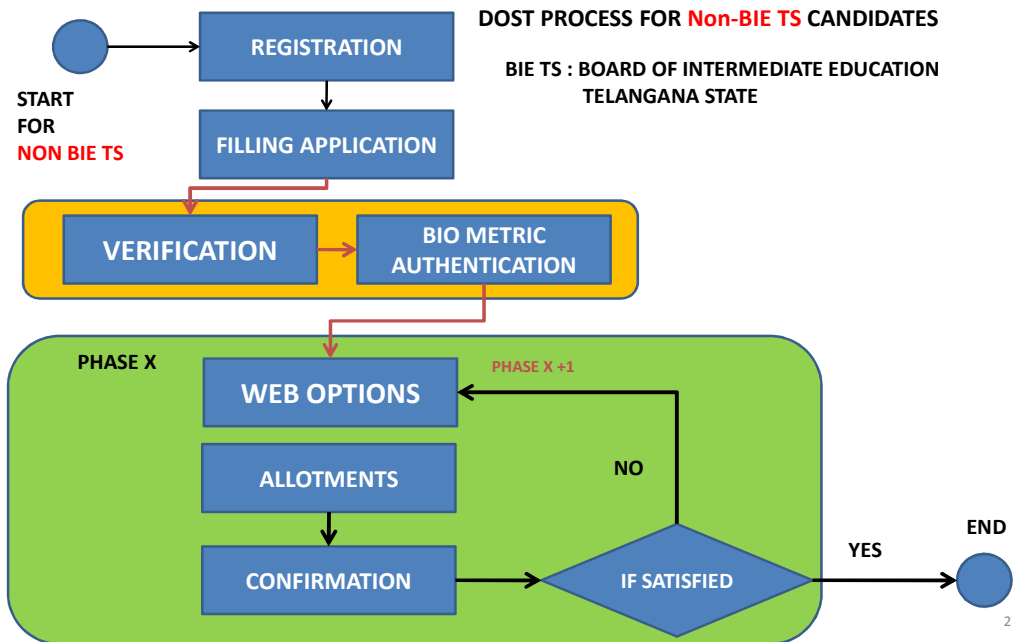 DOST PROCESS FOR Non-BIE TS CANDIDATES
BIE TS : BOARD OF INTERMEDIATE EDUCATION
TELANGANA STATE
START
FOR
NON BIE TS
REGISTRATION
FILLING APPLICATION
VERIFICATION
BIO METRIC
AUTHENTICATION
PHASE X
PHASE X +1
WEB OPTIONS
ALLOTMENTS
NO
CONFIRMATION
IF SATISFIED
YES
END
2